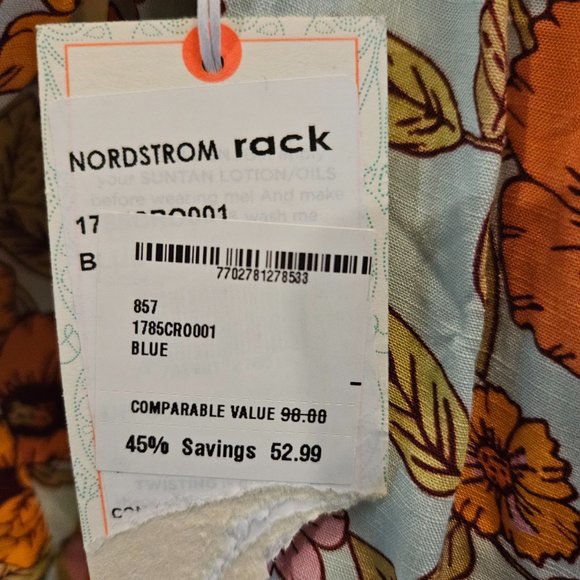 NORDSTROM rack
your SUNTAN LOTION/OILS
before wearing me! And make
wash me
17
B
7702781278533
857
1785CRO001
BLUE
COMPARABLE VALUE 98.00
45% Savings 52.99